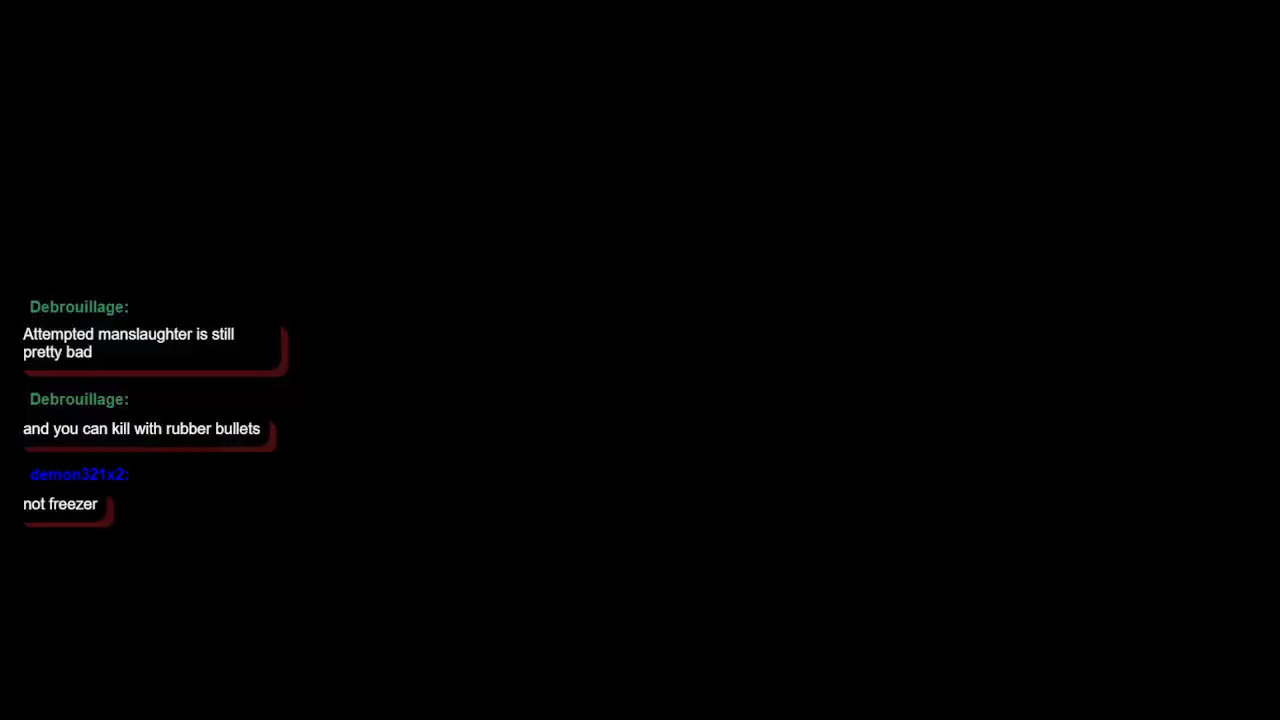 Debrouillage:
Attempted manslaughter is still
pretty bad
Debrouillage:
and you can kill with rubber bullets
demon321x2:
not freezer